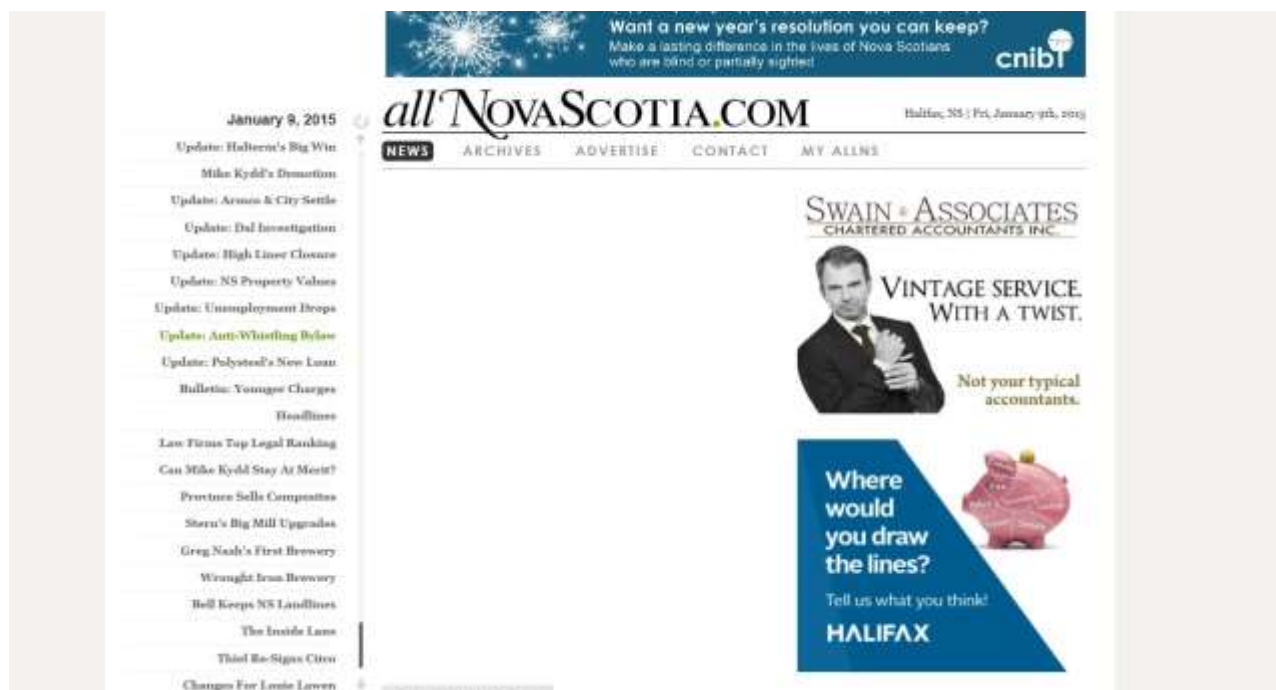 Want a new year's resolution you can keep?
Make a lasting difference in the lives of Nova Scotians
who are blind or partially sighted
cnib
January 9, 2015
allNovaScotia.com
Halifax, NS | Fri, January 9th, 2015
NEWS ARCHIVES ADVERTISE CONTACT MY ALLNS
Update: Halterm's Big Win
Mike Kydd's Demotion
Update: Armco & City Settle
Update: Dal Investigation
Update: High Liner Closure
Update: NS Property Values
Update: Unemployment Drops
Update: Anti-Whistling Bylaw
Update: Polysteel's New Loan
Bulletin: Younger Charges
Headlines
Law Firms Top Legal Ranking
Can Mike Kydd Stay At Merit?
Province Sells Composites
Stern's Big Mill Upgrades
Greg Nash's First Brewery
Wrought Iron Brewery
Bell Keeps NS Landlines
The Inside Lane
Thiel Re-Signs Citco
Changes For Louie Lawen
SWAIN & ASSOCIATES
CHARTERED ACCOUNTANTS INC.
VINTAGE SERVICE.
WITH A TWIST.
Not your typical
accountants.
Where
would
you draw
the lines?
Tell us what you think!
HALIFAX